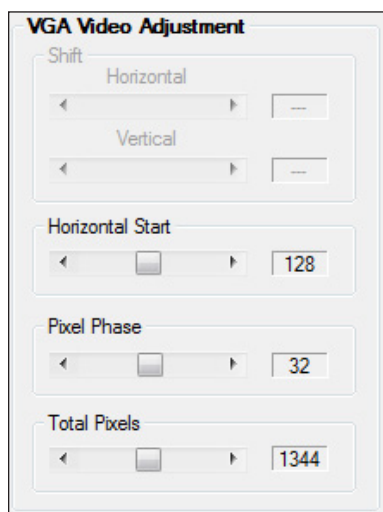 VGA Video Adjustment
Shift
Horizontal
---
Vertical
---
Horizontal Start
128
Pixel Phase
32
Total Pixels
1344